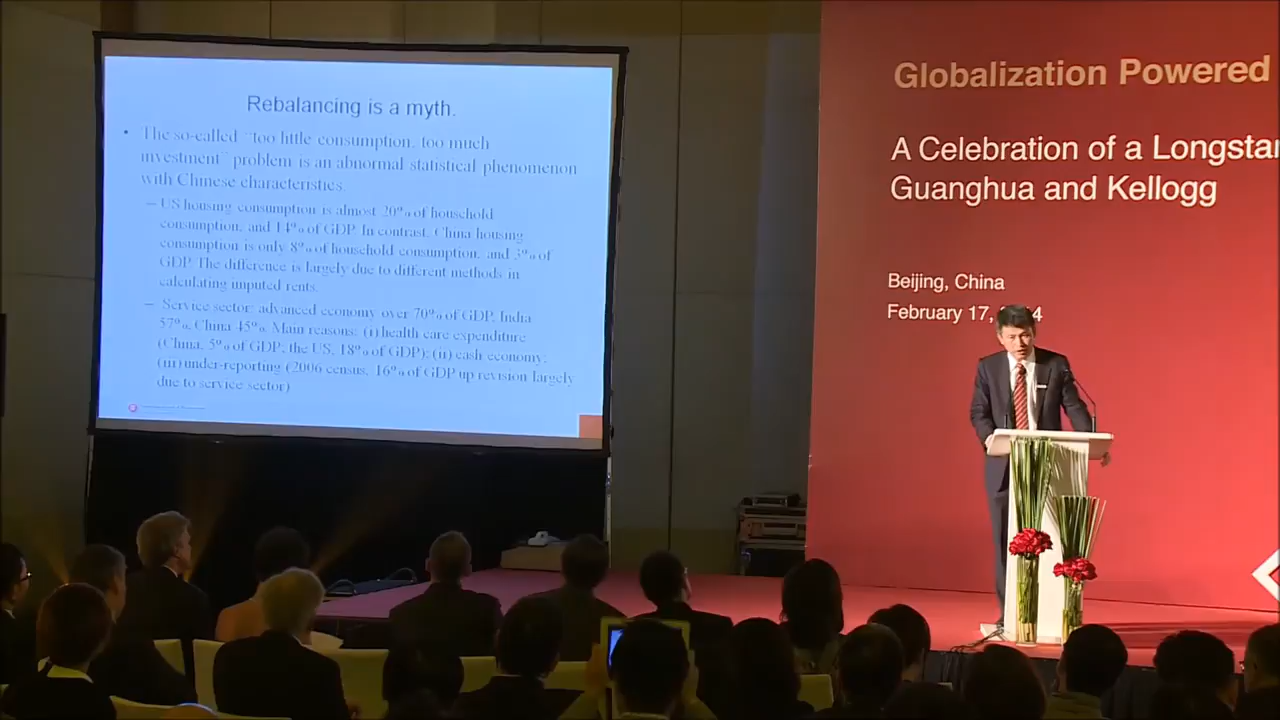 Rebalancing is a myth.
• The so-called "too little consumption, too much
investment" problem is an abnormal statistical phenomenon
with Chinese characteristics.
– US housing consumption is almost 20% of household
consumption, and 14% of GDP. In contrast, China housing
consumption is only 8% of household consumption, and 3% of
GDP. The difference is largely due to different methods in
calculating imputed rents.
– Service sector: advanced economy over 70% of GDP, India
57%, China 45%. Main reasons: (i) health care expenditure
(China, 5% of GDP, the US, 18% of GDP); (ii) cash economy;
(iii) under-reporting (2006 census, 16% of GDP up revision largely
due to service sector)
Globalization Powered
A Celebration of a Longstan
Guanghua and Kellogg
Beijing, China
February 17, 4